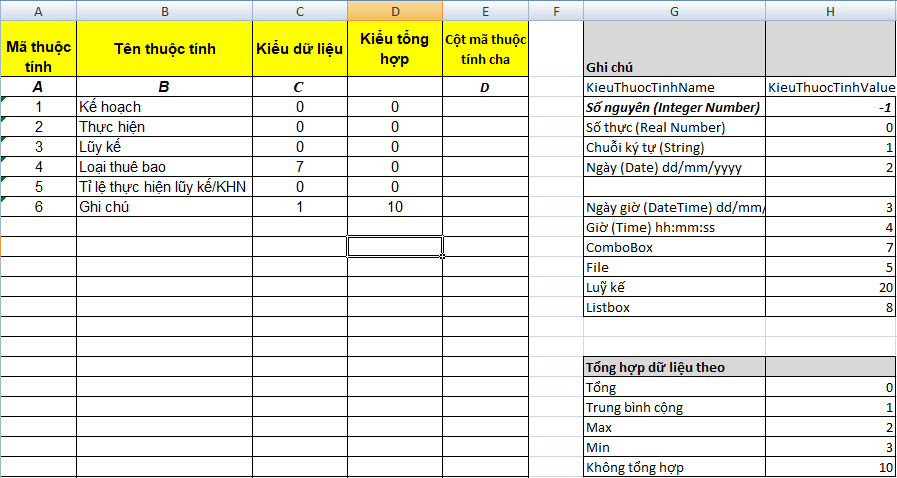 A B C D E F G H
Mã thuộc tính Tên thuộc tính Kiểu dữ liệu Kiểu tổng hợp Cột mã thuộc tính cha Ghi chú
A B C D KieuThuocTinhName KieuThuocTinhValue
1 Kế hoạch 0 0 Số nguyên (Integer Number) -1
2 Thực hiện 0 0 Số thực (Real Number) 0
3 Lũy kế 0 0 Chuỗi ký tự (String) 1
4 Loại thuê bao 7 0 Ngày (Date) dd/mm/yyyy 2
5 Tỉ lệ thực hiện lũy kế/KHN 0 0
6 Ghi chú 1 10 Ngày giờ (DateTime) dd/mm/ 3
Giờ (Time) hh:mm:ss 4
ComboBox 7
File 5
Luỹ kế 20
Listbox 8
Tổng hợp dữ liệu theo
Tổng 0
Trung bình cộng 1
Max 2
Min 3
Không tổng hợp 10